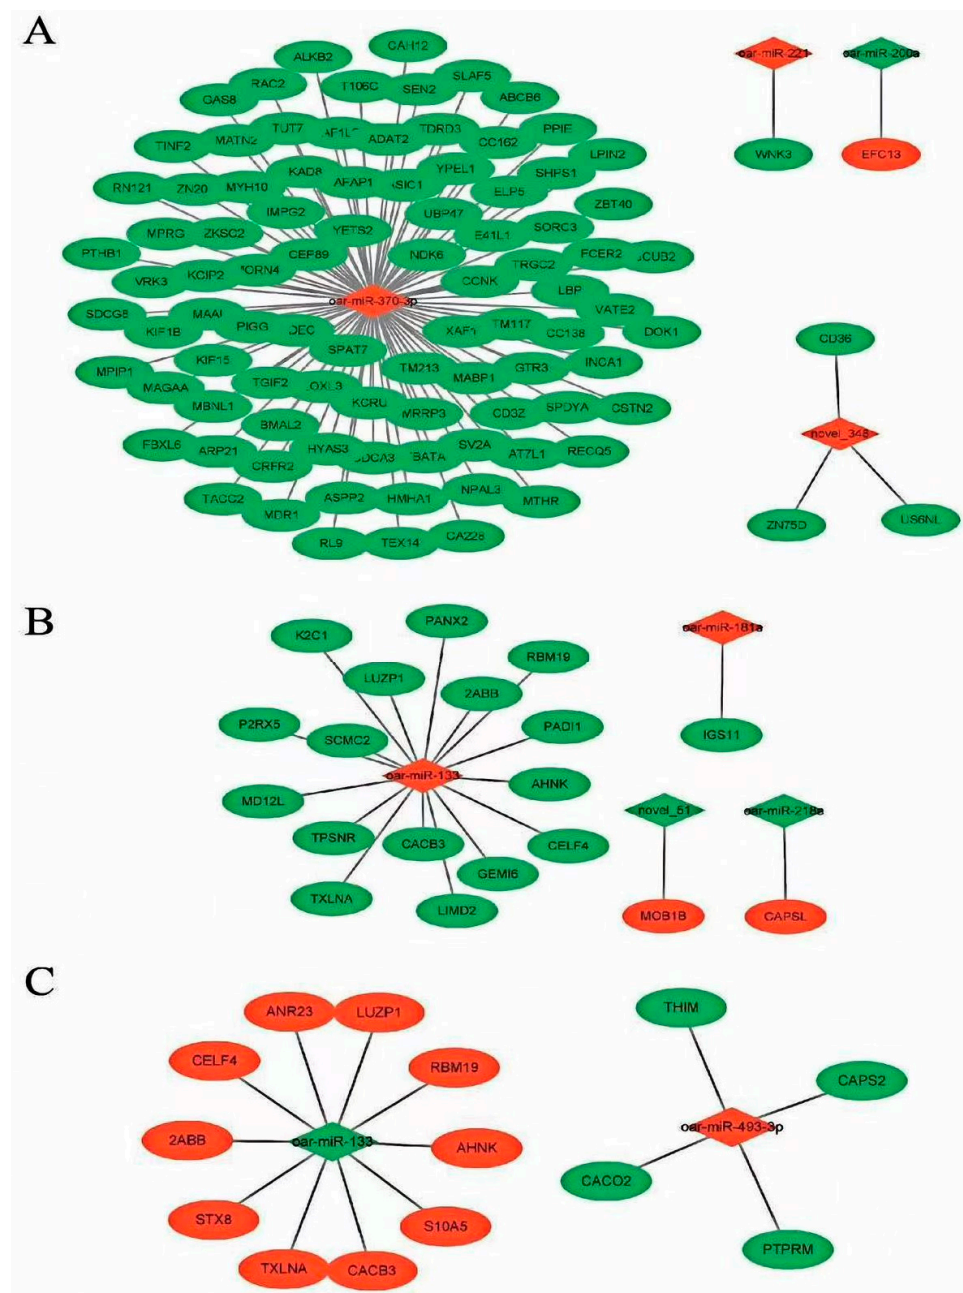 A
CAH12
ALKB2
RAC2
T106C
SEN2
SLAF5
GAS8
ABCB6
TINF2
MATN2
TUT7
ADAT2
TDRD3
CC162
PPIE
LPIN2
RN121
ZN20
MYH10
KAD8
AFAP1
YPEL1
ELP5
SHPS1
ZBT40
IMPG2
UBP47
MPRG
ZKSC2
YETS2
E41L1
SORC3
PTHB1
CEF89
NDK6
TRGC2
FCER2
VRK3
KCIP2
CCNK
LBP
oar-miR-370-3p
SDCG8
MAAI
VATE2
KIF1B
PIGG
TM117
CC138
DOK1
SPAT7
MPIP1
KIF15
TM213
GTR3
INCA1
MAGAA
TGIF2
MABP1
MBNL1
KCRU
MRRP3
CD3Z
SPDYA
CSTN2
BMAL2
FBXL6
ARP21
HYAS3
SV2A
AT7L1
RECQ5
CRFR2
TACC2
ASPP2
HMHA1
NPAL3
MTHR
MDR1
RL9
TEX14
CA228
oar-miR-221
oar-miR-200a
WNK3
EFC13
CD36
novel_348
ZN75D
US6NL
B
K2C1
PANX2
RBM19
LUZP1
2ABB
P2RX5
SCMC2
PADI1
oar-miR-133
AHNK
MD12L
TPSNR
CACB3
CELF4
GEMI6
TXLNA
LIMD2
oar-miR-181a
IGS11
novel_51
oar-miR-218a
MOB1B
CAPSL
C
ANR23
LUZP1
CELF4
RBM19
2ABB
oar-miR-133
AHNK
STX8
S10A5
TXLNA
CACB3
THIM
CAPS2
oar-miR-493-3p
CACO2
PTPRM